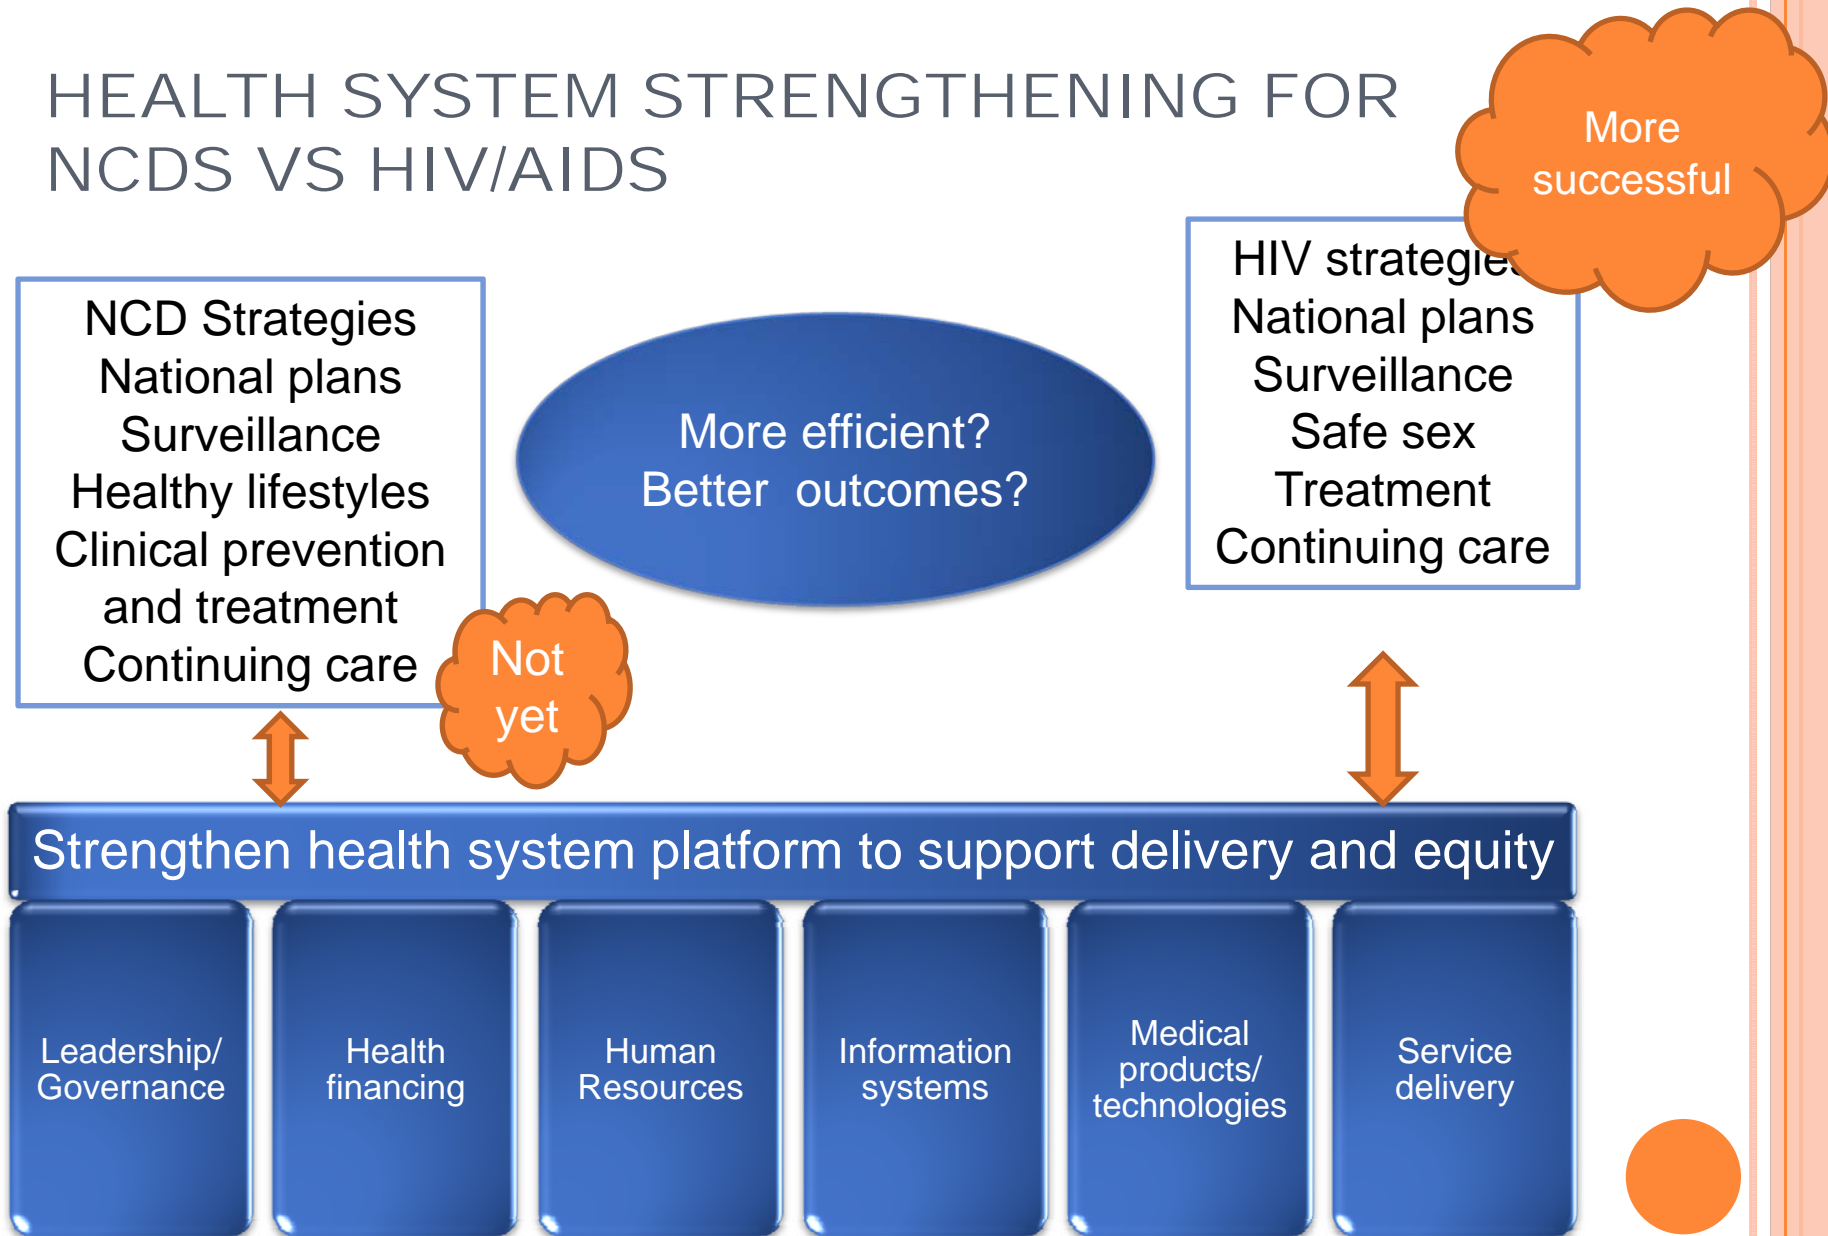 HEALTH SYSTEM STRENGTHENING FOR
NCDS VS HIV/AIDS
More
successful
NCD Strategies
National plans
Surveillance
Healthy lifestyles
Clinical prevention
and treatment
Continuing care
Not
yet
More efficient?
Better outcomes?
HIV strategies
National plans
Surveillance
Safe sex
Treatment
Continuing care
Strengthen health system platform to support delivery and equity
Leadership/
Governance
Health
financing
Human
Resources
Information
systems
Medical
products/
technologies
Service
delivery